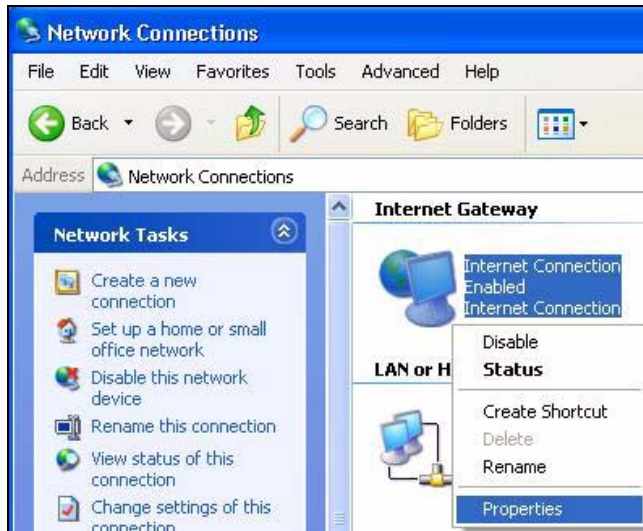 Network Connections
File Edit View Favorites Tools Advanced Help
Back Search Folders
Address Network Connections
Network Tasks
Create a new
connection
Set up a home or small
office network
Disable this network
device
Rename this connection
View status of this
connection
Change settings of this
connection
Internet Gateway
Internet Connection
Enabled
Internet Connection
LAN or H
Disable
Status
Create Shortcut
Delete
Rename
Properties